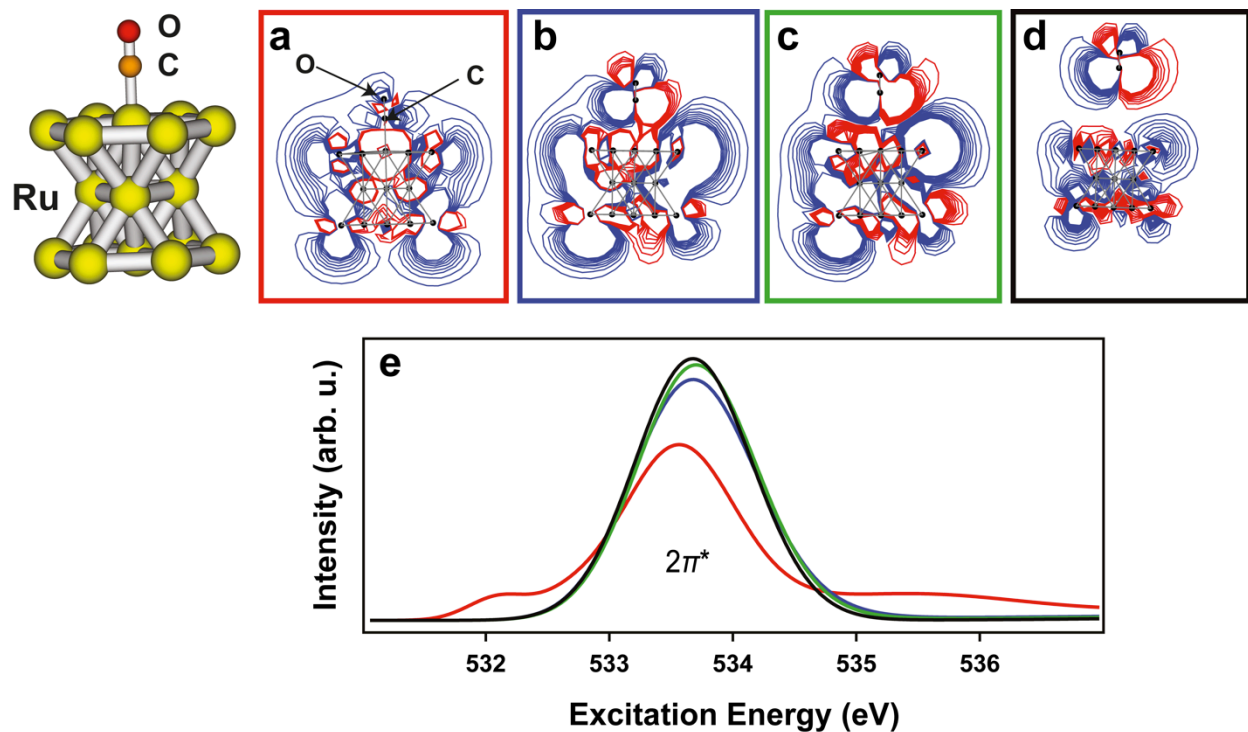 O
C
Ru
a
O
C
b
c
d
e
Intensity (arb. u.)
2π*
532 533 534 535 536
Excitation Energy (eV)